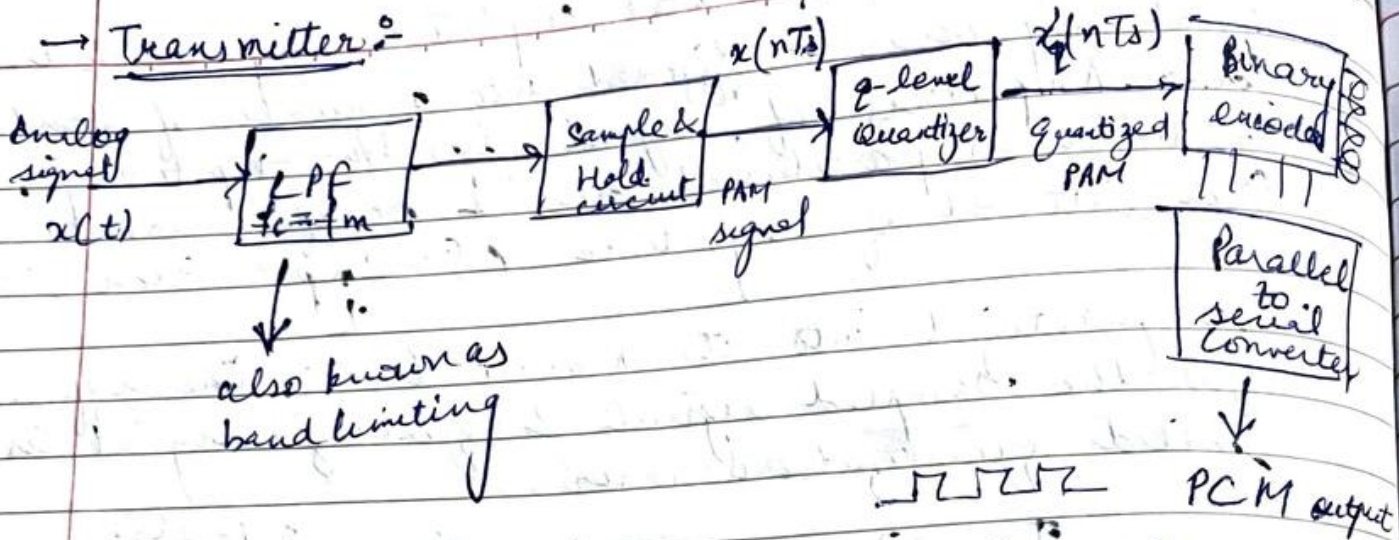 → Transmitter :-
Analog
signal
x(t)
LPF
fc = fm
Sample &
Hold
circuit
x(nTs)
PAM
signal
q-level
Quantizer
xq(nTs)
Quantized
PAM
Binary
encoder
Parallel
to
serial
Converter
also known as
band limiting
PCM output